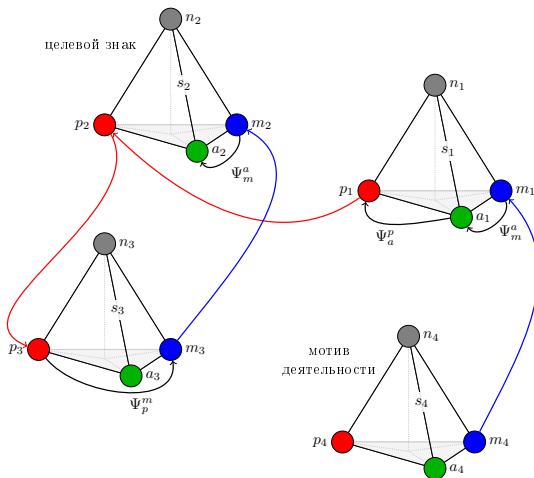 n₂
целевой знак
s₂
p₂
m₂
a₂
Ψₘᵃ
n₁
s₁
p₁
m₁
a₁
Ψₐᵖ
Ψₘᵃ
n₃
s₃
p₃
m₃
a₃
Ψₚᵐ
n₄
мотив
деятельности
s₄
p₄
m₄
a₄